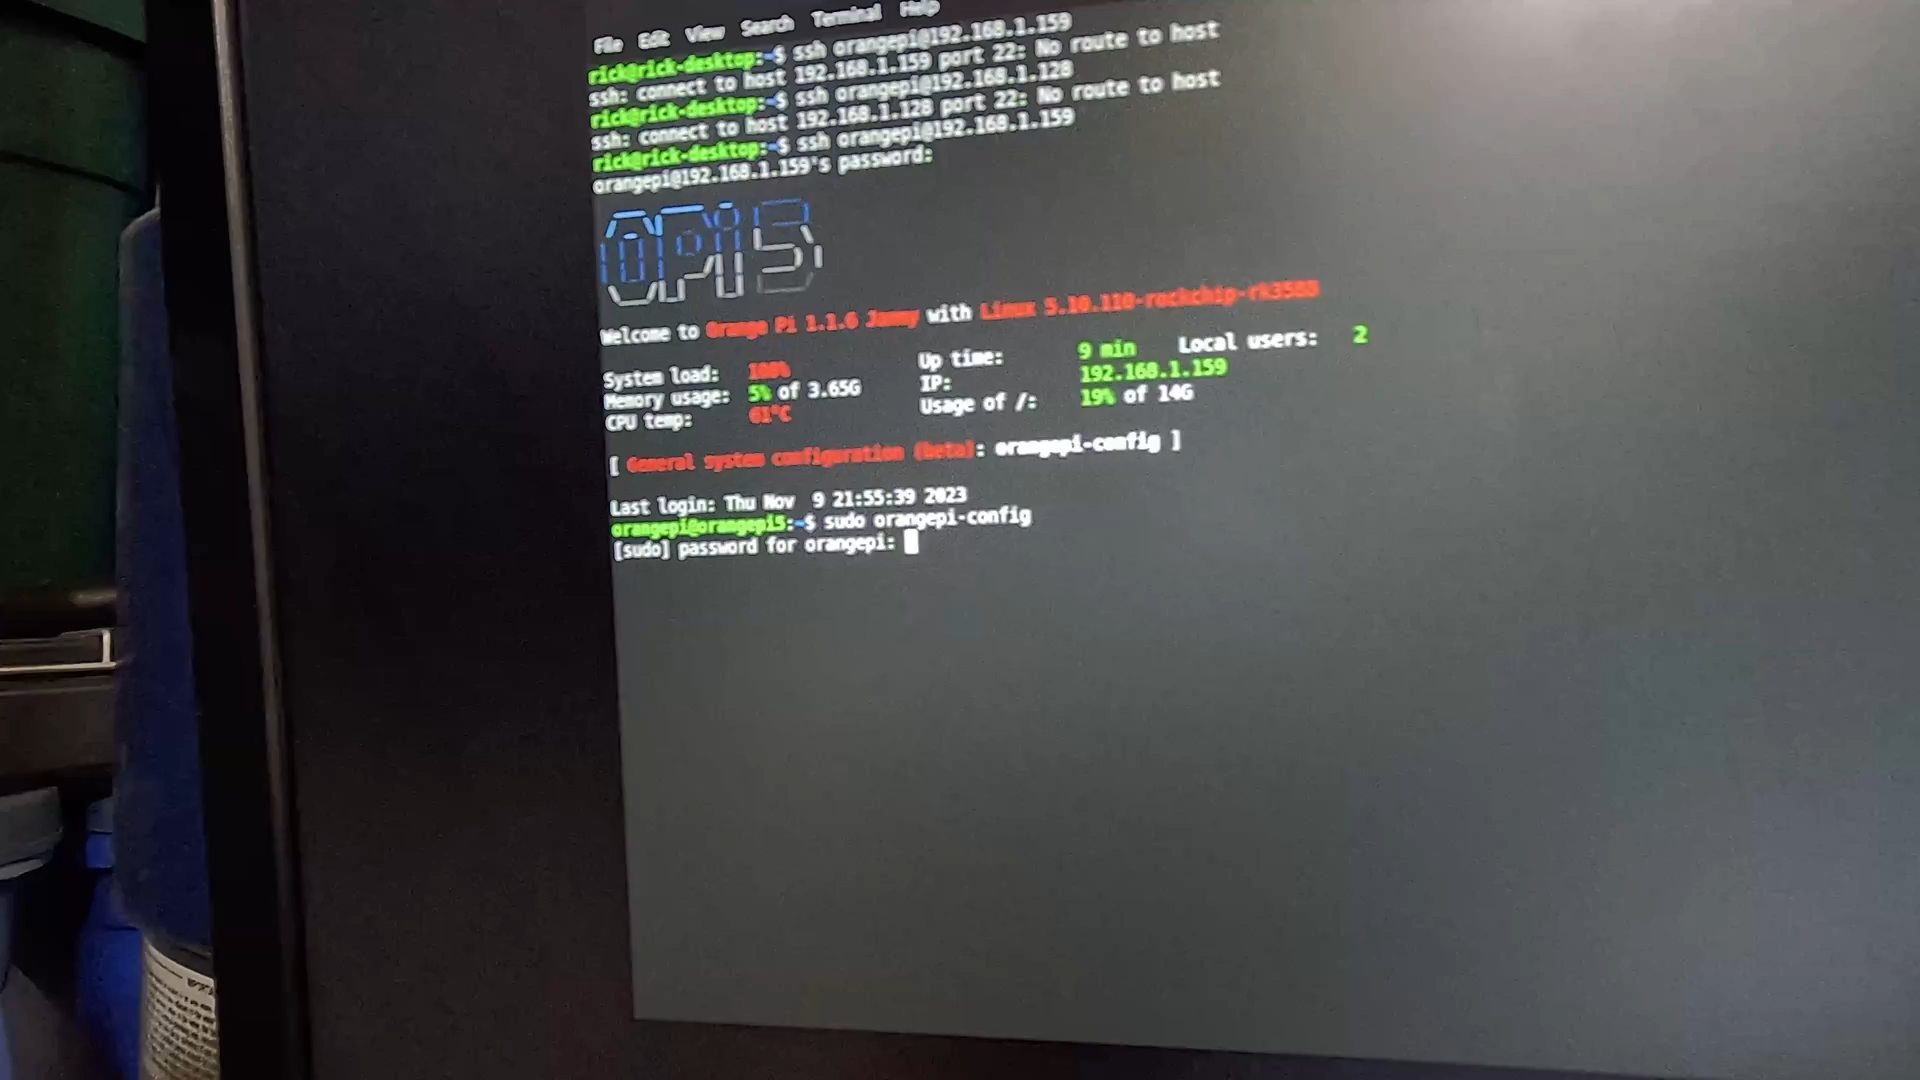 File Edit View Search Terminal Help
rick@rick-desktop:~$ ssh orangepi@192.168.1.159
ssh: connect to host 192.168.1.159 port 22: No route to host
rick@rick-desktop:~$ ssh orangepi@192.168.1.128
ssh: connect to host 192.168.1.128 port 22: No route to host
rick@rick-desktop:~$ ssh orangepi@192.168.1.159
orangepi@192.168.1.159's password:
OPi 5
Welcome to Orange Pi 1.1.6 Jammy with Linux 5.10.110-rockchip-rk3588
System load: 100% Up time: 9 min Local users: 2
Memory usage: 5% of 3.65G IP: 192.168.1.159
CPU temp: 61°C Usage of /: 19% of 14G
[ General system configuration (beta): orangepi-config ]
Last login: Thu Nov 9 21:55:39 2023
orangepi@orangepi5:~$ sudo orangepi-config
[sudo] password for orangepi: